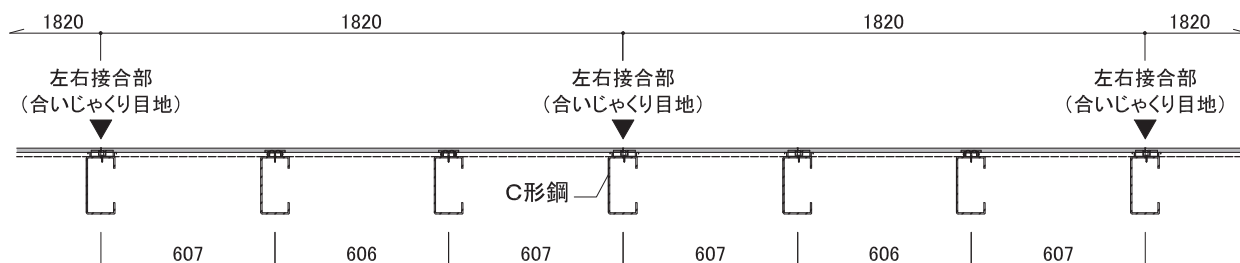 1820 1820 1820 1820
左右接合部 左右接合部 左右接合部
（合いじゃくり目地） （合いじゃくり目地） （合いじゃくり目地）
C形鋼
607 606 607 607 606 607